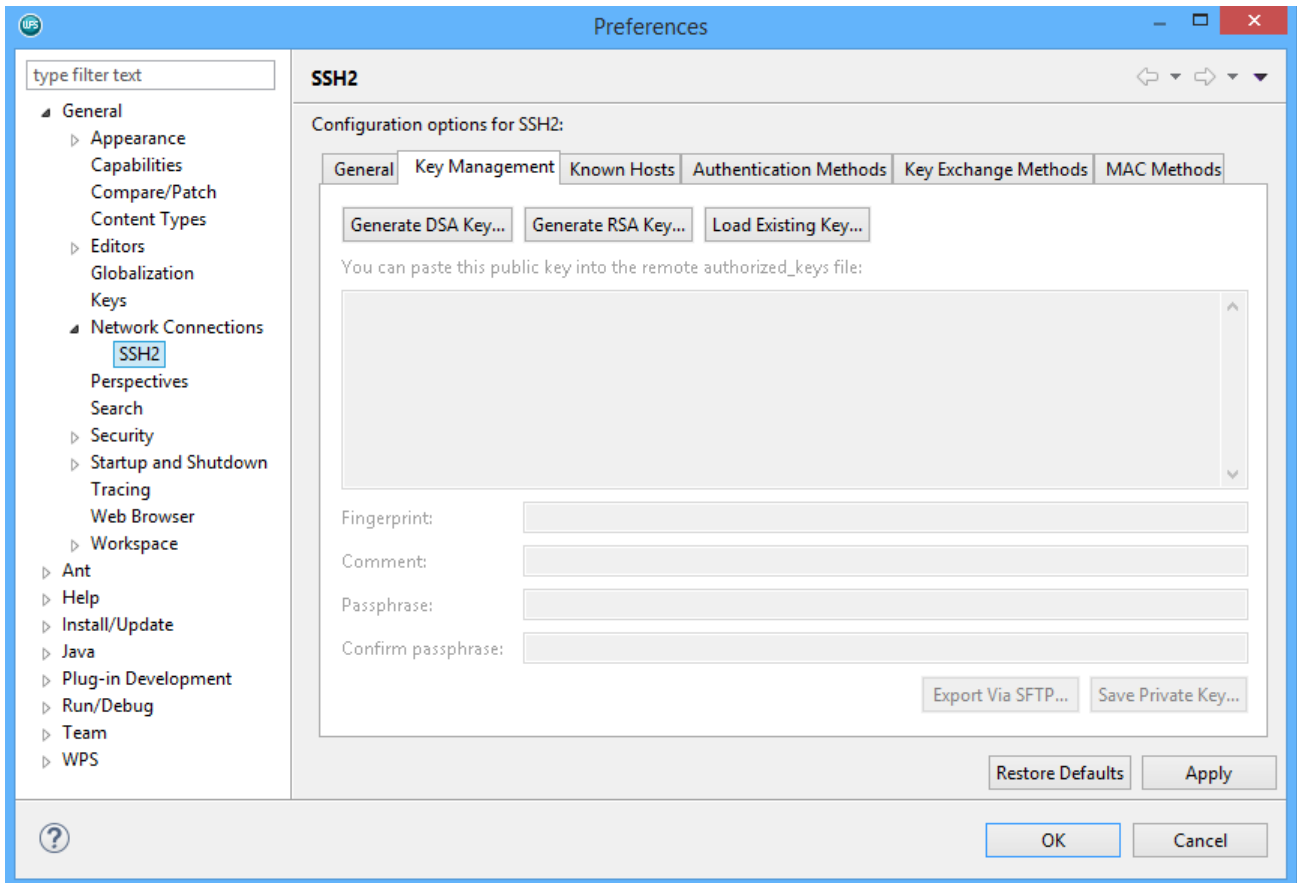 WPS
Preferences
type filter text
General
Appearance
Capabilities
Compare/Patch
Content Types
Editors
Globalization
Keys
Network Connections
SSH2
Perspectives
Search
Security
Startup and Shutdown
Tracing
Web Browser
Workspace
Ant
Help
Install/Update
Java
Plug-in Development
Run/Debug
Team
WPS
SSH2
Configuration options for SSH2:
General Key Management Known Hosts Authentication Methods Key Exchange Methods MAC Methods
Generate DSA Key... Generate RSA Key... Load Existing Key...
You can paste this public key into the remote authorized_keys file:
Fingerprint:
Comment:
Passphrase:
Confirm passphrase:
Export Via SFTP... Save Private Key...
Restore Defaults Apply
? OK Cancel